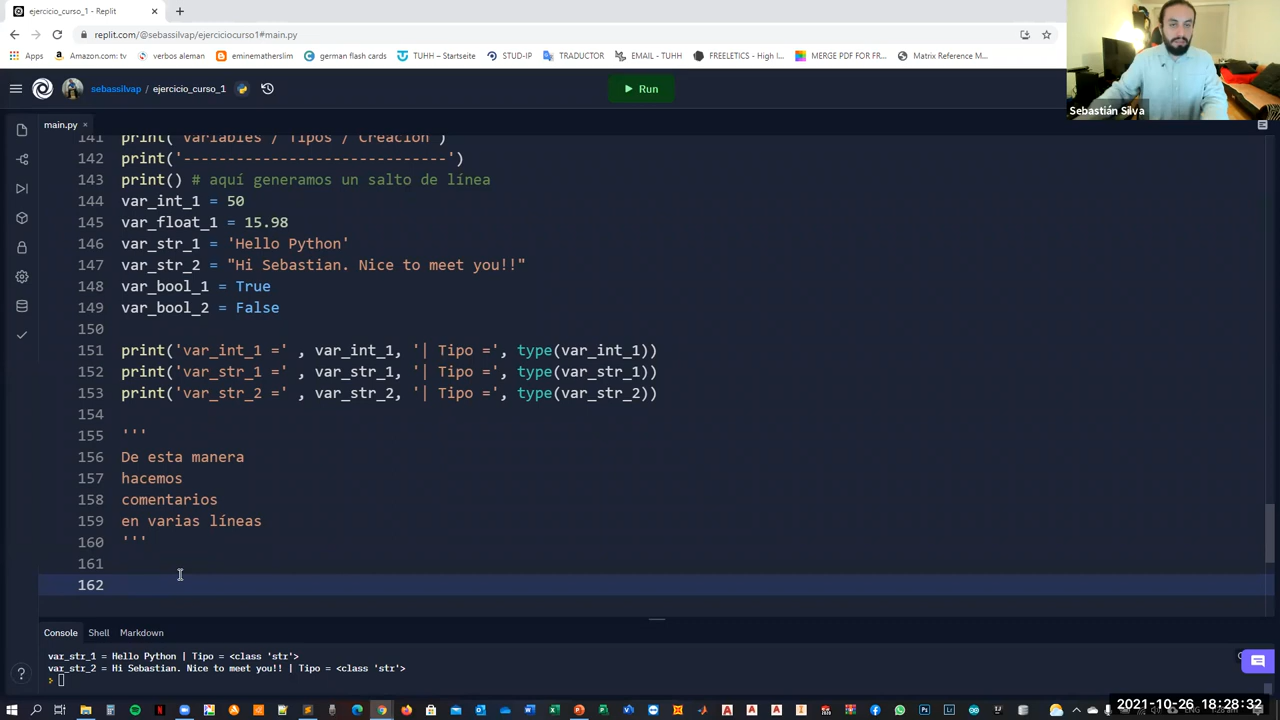 ejercicio_curso_1 - Replit
replit.com/@sebassilvap/ejerciciocurso1#main.py
Apps
Amazon.com: tv
verbos aleman
eminemathseite - G...
german flash cards
TUHH
STUD-IP
TRADUCTOR
EMAIL - TUHH
FREELETICS - High I...
MERGE PDF FOR FR...
Matrix Reference M...
Sebastián Silva
sebassilvap / ejercicio_curso_1
Run
main.py
141 print('Variables / Tipos / Creación')
142 print('------------------------------')
143 print() # aquí generamos un salto de línea
144 var_int_1 = 50
145 var_float_1 = 15.98
146 var_str_1 = 'Hello Python'
147 var_str_2 = "Hi Sebastian. Nice to meet you!!"
148 var_bool_1 = True
149 var_bool_2 = False
150
151 print('var_int_1 =' , var_int_1, '| Tipo =', type(var_int_1))
152 print('var_str_1 =' , var_str_1, '| Tipo =', type(var_str_1))
153 print('var_str_2 =' , var_str_2, '| Tipo =', type(var_str_2))
154
155 '''
156 De esta manera
157 hacemos
158 comentarios
159 en varias líneas
160 '''
161
162
Console Shell Markdown
var_str_1 = Hello Python | Tipo = <class 'str'>
var_str_2 = Hi Sebastian. Nice to meet you!! | Tipo = <class 'str'>
>
2021-10-26 18:28:32